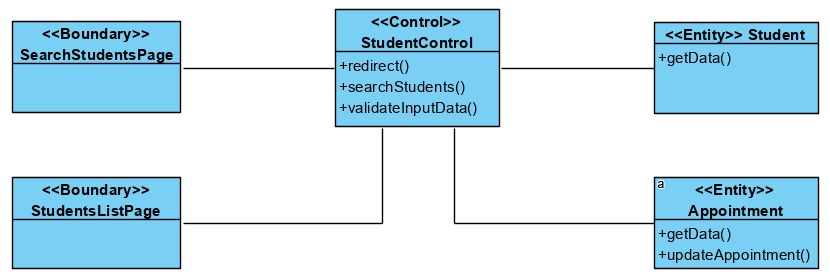 <<Boundary>>
SearchStudentsPage
<<Control>>
StudentControl
+redirect()
+searchStudents()
+validateInputData()
<<Entity>> Student
+getData()
<<Boundary>>
StudentsListPage
a
<<Entity>>
Appointment
+getData()
+updateAppointment()